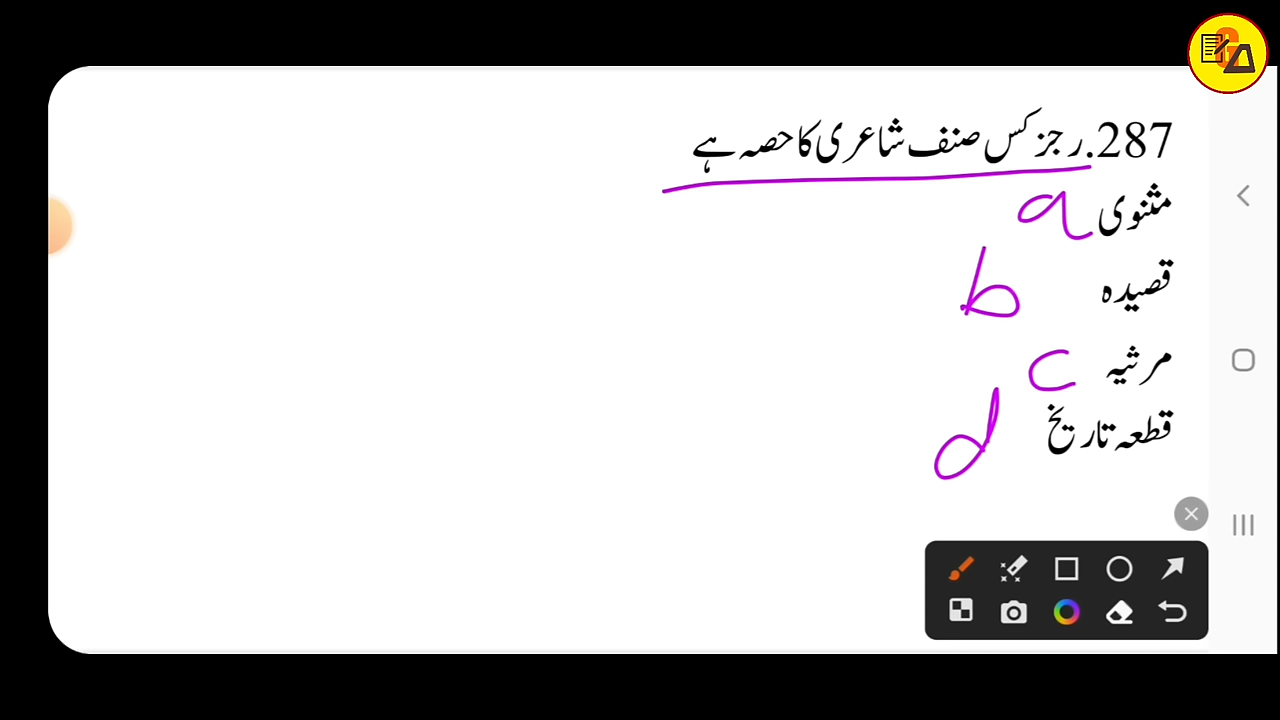 287.رجز کس صنف شاعری کا حصہ ہے
مثنوی a
قصیدہ b
مرثیہ c
قطعہ تاریخ d